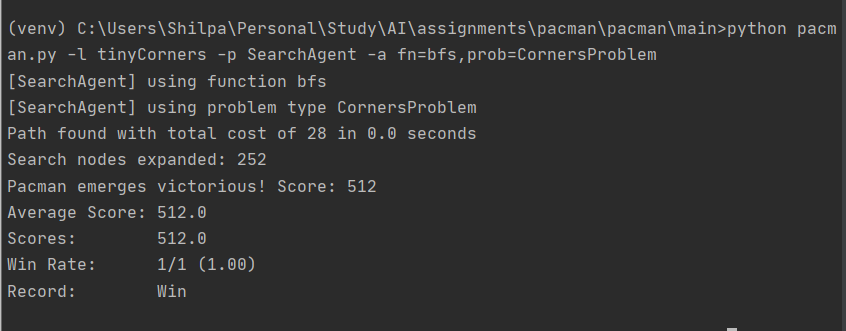 (venv) C:\Users\Shilpa\Personal\Study\AI\assignments\pacman\pacman\main>python pacm
an.py -l tinyCorners -p SearchAgent -a fn=bfs,prob=CornersProblem
[SearchAgent] using function bfs
[SearchAgent] using problem type CornersProblem
Path found with total cost of 28 in 0.0 seconds
Search nodes expanded: 252
Pacman emerges victorious! Score: 512
Average Score: 512.0
Scores:        512.0
Win Rate:      1/1 (1.00)
Record:        Win